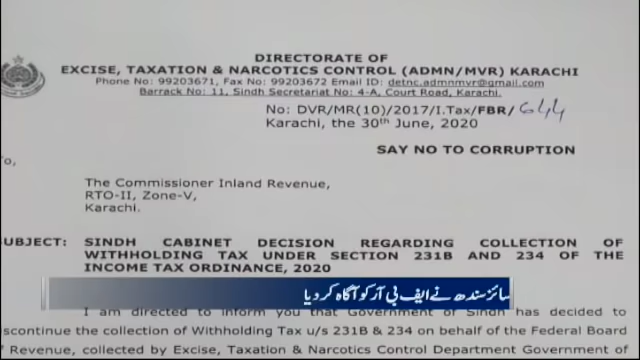 DIRECTORATE OF
EXCISE, TAXATION & NARCOTICS CONTROL (ADMN/MVR) KARACHI
Phone No: 99203671, Fax No: 99203672 Email ID: detnc.admnmvr@gmail.com
Barrack No: 11, Sindh Secretariat No: 4-A, Court Road, Karachi.
No: DVR/MR(10)/2017/I.Tax/FBR/644
Karachi, the 30th June, 2020
SAY NO TO CORRUPTION
To,
The Commissioner Inland Revenue,
RTO-II, Zone-V,
Karachi.
SUBJECT: SINDH CABINET DECISION REGARDING COLLECTION OF
WITHHOLDING TAX UNDER SECTION 231B AND 234 OF THE
INCOME TAX ORDINANCE, 2020
سائز سندھ نے ایف بی آر کو آگاہ کر دیا
I am directed to inform you that Government of Sindh has decided to
discontinue the collection of Withholding Tax u/s 231B & 234 on behalf of the Federal Board
of Revenue, collected by Excise, Taxation & Narcotics Control Department Government of